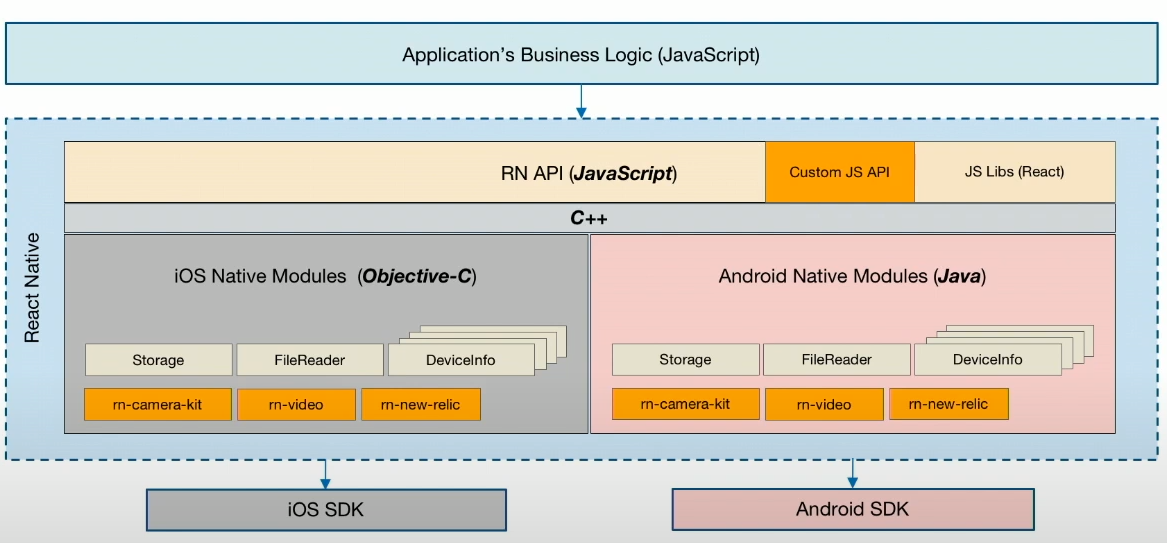 Application's Business Logic (JavaScript)
React Native
RN API (JavaScript)
Custom JS API
JS Libs (React)
C++
iOS Native Modules (Objective-C)
Storage
FileReader
DeviceInfo
rn-camera-kit
rn-video
rn-new-relic
Android Native Modules (Java)
Storage
FileReader
DeviceInfo
rn-camera-kit
rn-video
rn-new-relic
iOS SDK
Android SDK